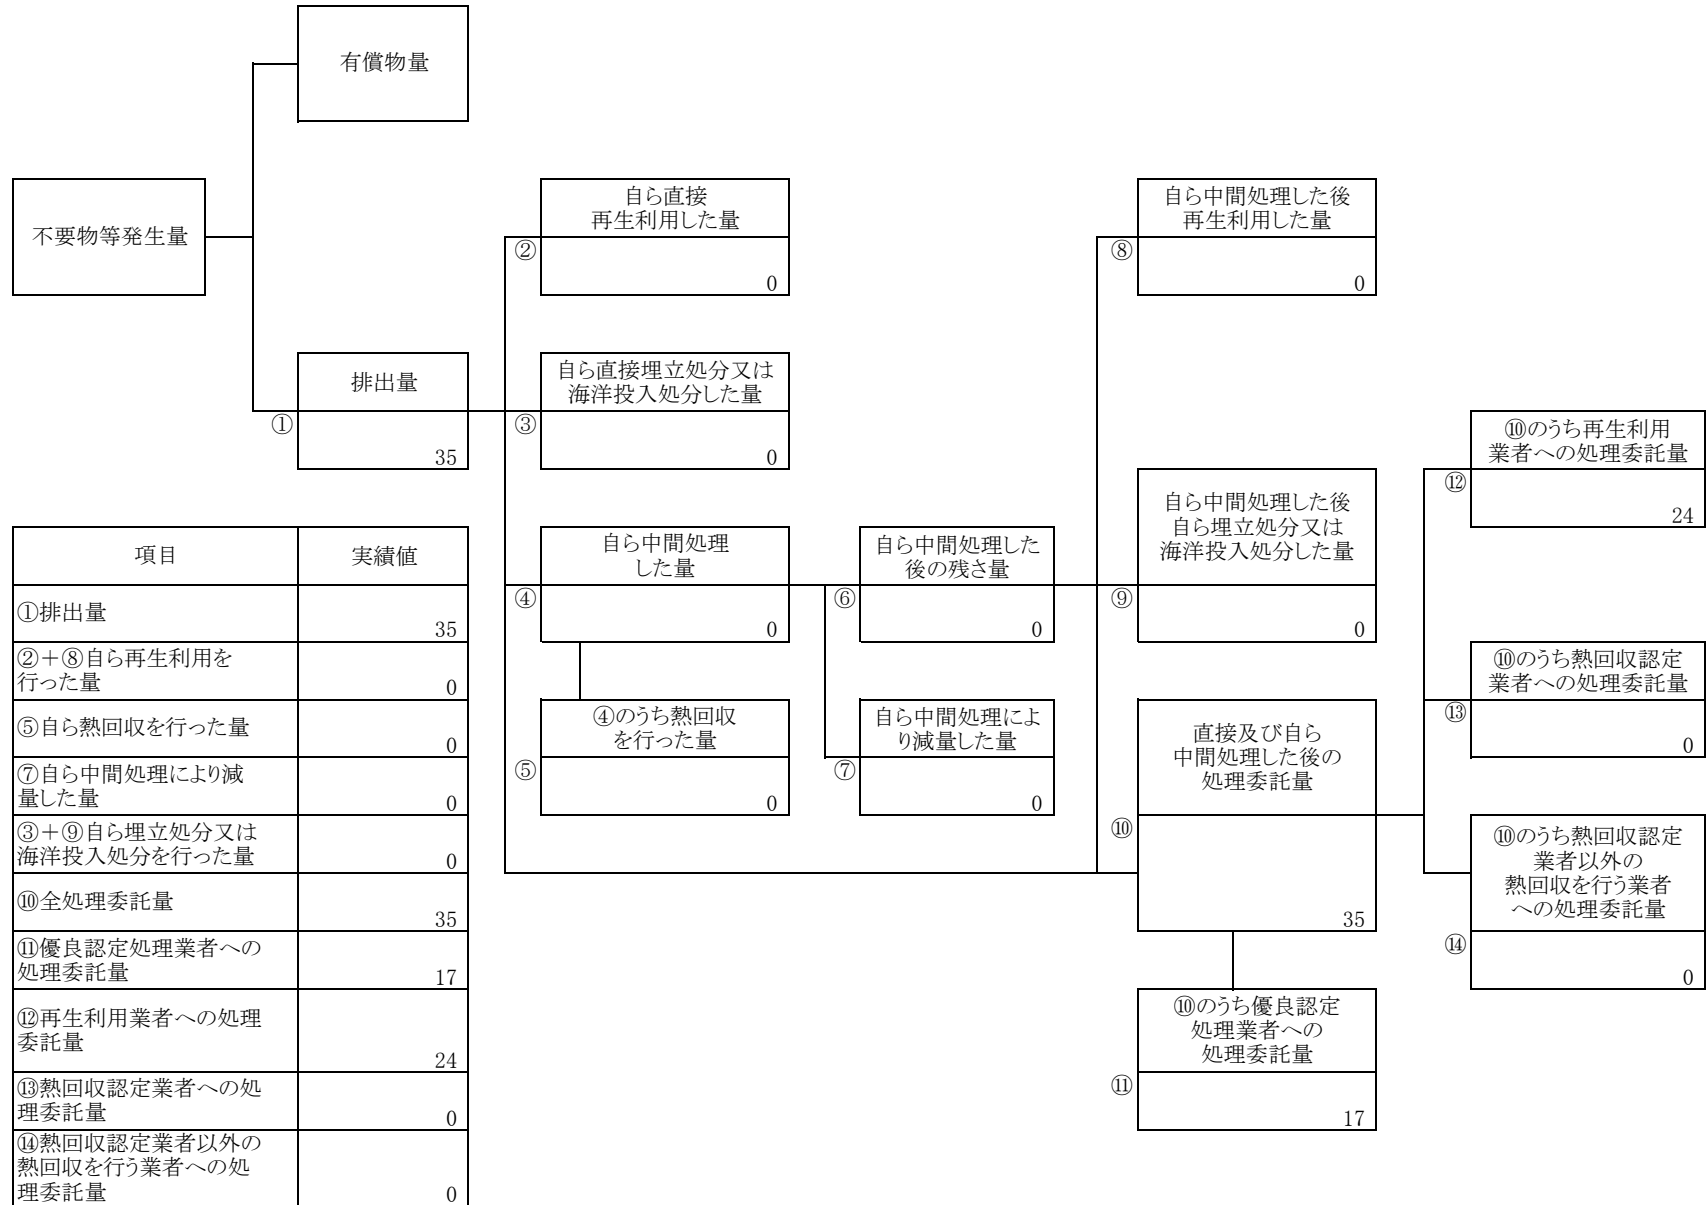 有償物量
不要物等発生量
自ら直接
再生利用した量
②
0
自ら中間処理した後
再生利用した量
⑧
0
排出量
①
35
自ら直接埋立処分又は
海洋投入処分した量
③
0
⑩のうち再生利用
業者への処理委託量
⑫
24
自ら中間処理した後
自ら埋立処分又は
海洋投入処分した量
⑨
0
自ら中間処理
した量
④
0
自ら中間処理した
後の残さ量
⑥
0
⑩のうち熱回収認定
業者への処理委託量
⑬
0
④のうち熱回収
を行った量
⑤
0
自ら中間処理によ
り減量した量
⑦
0
直接及び自ら
中間処理した後の
処理委託量
⑩
35
⑩のうち熱回収認定
業者以外の
熱回収を行う業者
への処理委託量
⑭
0
⑩のうち優良認定
処理業者への
処理委託量
⑪
17
項目 実績値
①排出量
35
②＋⑧自ら再生利用を
行った量 0
⑤自ら熱回収を行った量
0
⑦自ら中間処理により減
量した量 0
③＋⑨自ら埋立処分又は
海洋投入処分を行った量 0
⑩全処理委託量
35
⑪優良認定処理業者への
処理委託量 17
⑫再生利用業者への処理
委託量
24
⑬熱回収認定業者への処
理委託量 0
⑭熱回収認定業者以外の
熱回収を行う業者への処
理委託量 0